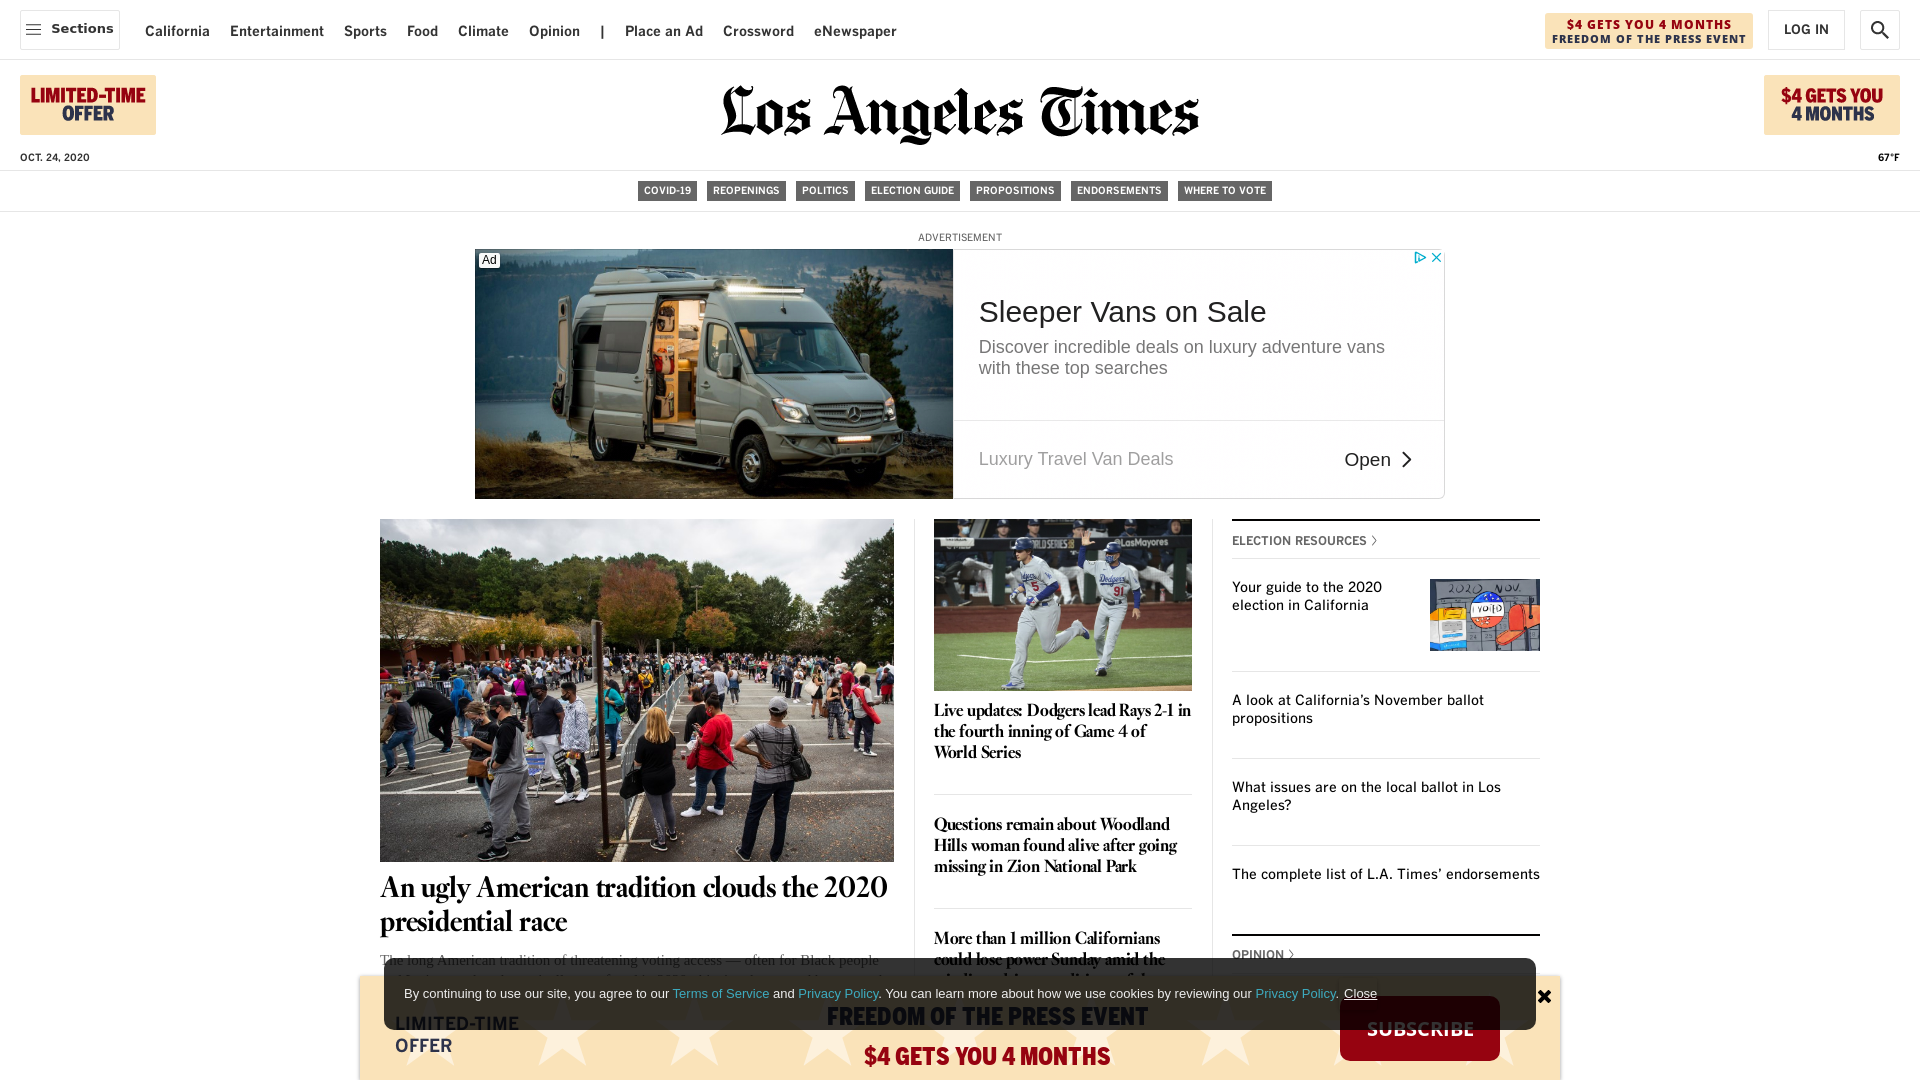 Sections
California
Entertainment
Sports
Food
Climate
Opinion
|
Place an Ad
Crossword
eNewspaper
$4 GETS YOU 4 MONTHS
FREEDOM OF THE PRESS EVENT
LOG IN
LIMITED-TIME
OFFER
Los Angeles Times
$4 GETS YOU
4 MONTHS
OCT. 24, 2020
67°F
COVID-19
REOPENINGS
POLITICS
ELECTION GUIDE
PROPOSITIONS
ENDORSEMENTS
WHERE TO VOTE
ADVERTISEMENT
Ad
Sleeper Vans on Sale
Discover incredible deals on luxury adventure vans
with these top searches
Luxury Travel Van Deals
Open
An ugly American tradition clouds the 2020
presidential race
The long American tradition of threatening voting access — often for Black people
Live updates: Dodgers lead Rays 2-1 in
the fourth inning of Game 4 of
World Series
Questions remain about Woodland
Hills woman found alive after going
missing in Zion National Park
More than 1 million Californians
could lose power Sunday amid the
ELECTION RESOURCES
Your guide to the 2020
election in California
A look at California’s November ballot
propositions
What issues are on the local ballot in Los
Angeles?
The complete list of L.A. Times’ endorsements
OPINION
By continuing to use our site, you agree to our Terms of Service and Privacy Policy. You can learn more about how we use cookies by reviewing our Privacy Policy. Close
LIMITED-TIME
OFFER
FREEDOM OF THE PRESS EVENT
$4 GETS YOU 4 MONTHS
SUBSCRIBE